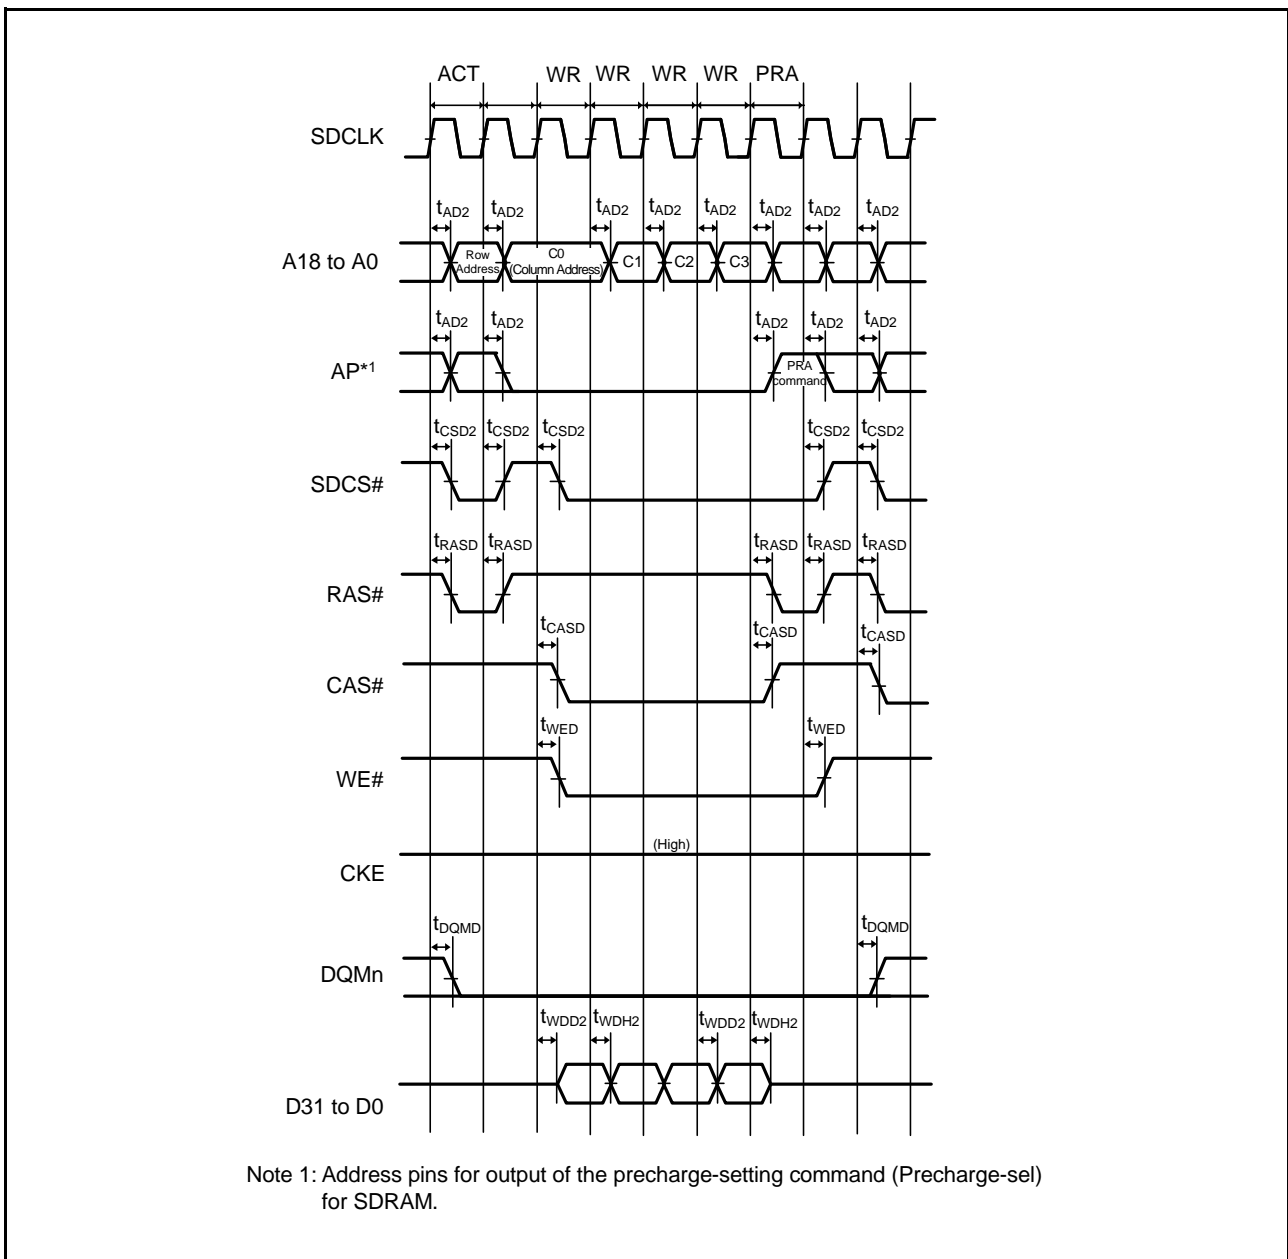 ACT WR WR WR WR PRA
SDCLK
tAD2 tAD2 tAD2 tAD2 tAD2 tAD2 tAD2 tAD2
A18 to A0
Row
Address
C0
(Column Address)
C1 C2 C3
tAD2 tAD2 tAD2 tAD2 tAD2
AP*1
PRA
command
tCSD2 tCSD2 tCSD2 tCSD2 tCSD2
SDCS#
tRASD tRASD tRASD tRASD tRASD
RAS#
tCASD tCASD tCASD
CAS#
tWED tWED
WE#
(High)
CKE
tDQMD tDQMD
DQMn
tWDD2 tWDH2 tWDD2 tWDH2
D31 to D0
Note 1: Address pins for output of the precharge-setting command (Precharge-sel)
for SDRAM.